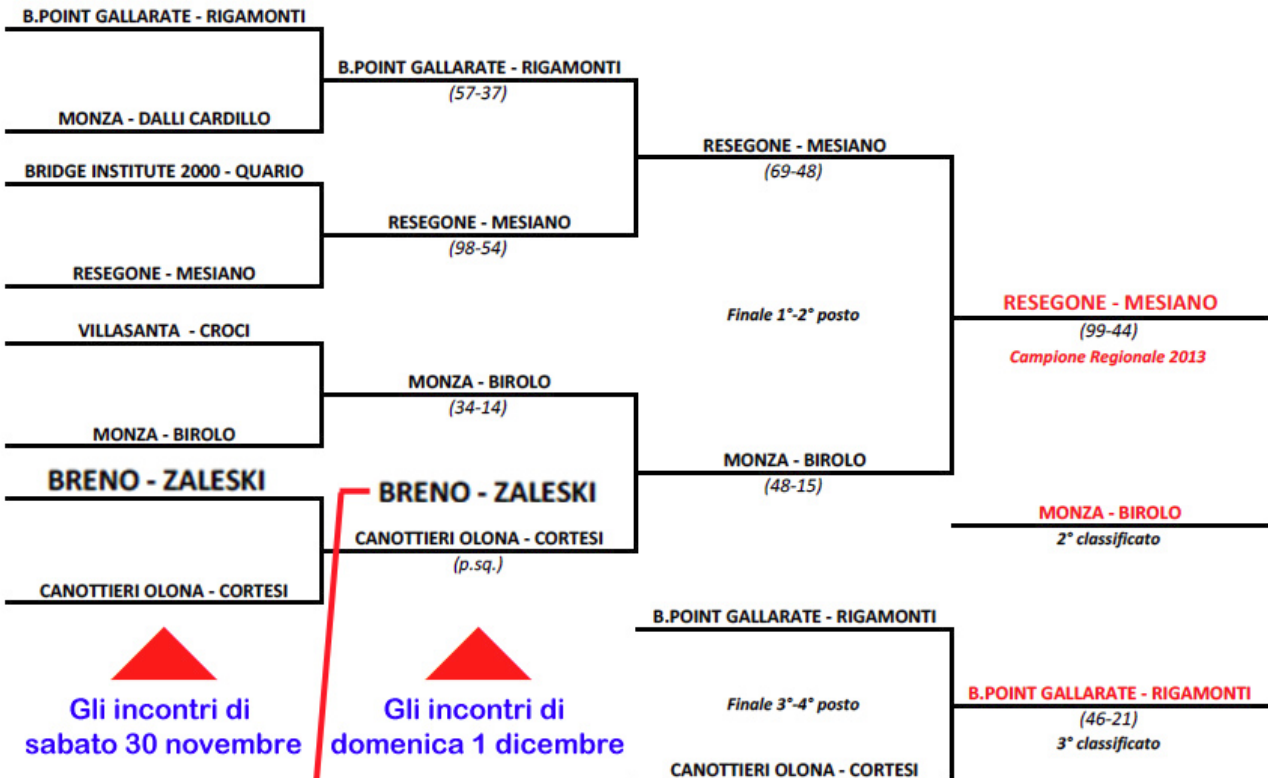 B.POINT GALLARATE - RIGAMONTI
MONZA - DALLI CARDILLO
BRIDGE INSTITUTE 2000 - QUARIO
RESEGONE - MESIANO
VILLASANTA - CROCI
MONZA - BIROLO
BRENO - ZALESKI
CANOTTIERI OLONA - CORTESI
Gli incontri di
sabato 30 novembre
B.POINT GALLARATE - RIGAMONTI
(57-37)
RESEGONE - MESIANO
(98-54)
MONZA - BIROLO
(34-14)
BRENO - ZALESKI
CANOTTIERI OLONA - CORTESI
(p.sq.)
Gli incontri di
domenica 1 dicembre
RESEGONE - MESIANO
(69-48)
Finale 1°-2° posto
MONZA - BIROLO
(48-15)
B.POINT GALLARATE - RIGAMONTI
Finale 3°-4° posto
CANOTTIERI OLONA - CORTESI
RESEGONE - MESIANO
(99-44)
Campione Regionale 2013
MONZA - BIROLO
2° classificato
B.POINT GALLARATE - RIGAMONTI
(46-21)
3° classificato